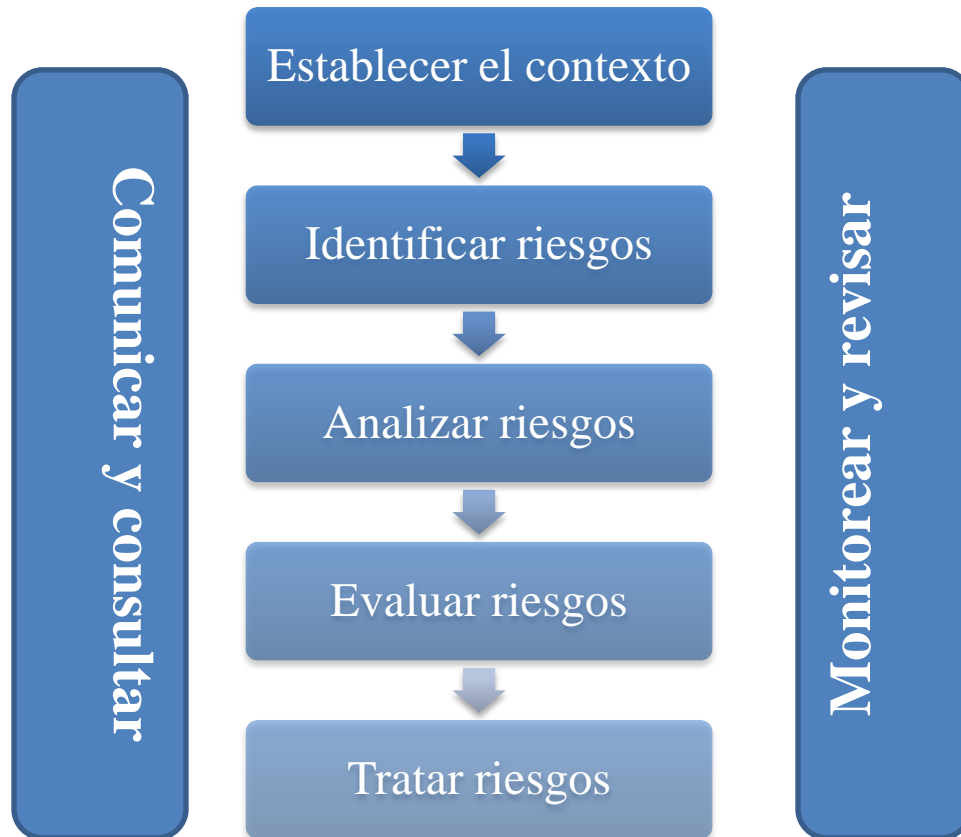 Establecer el contexto
Comunicar y consultar
Identificar riesgos
Analizar riesgos
Evaluar riesgos
Tratar riesgos
Monitorear y revisar